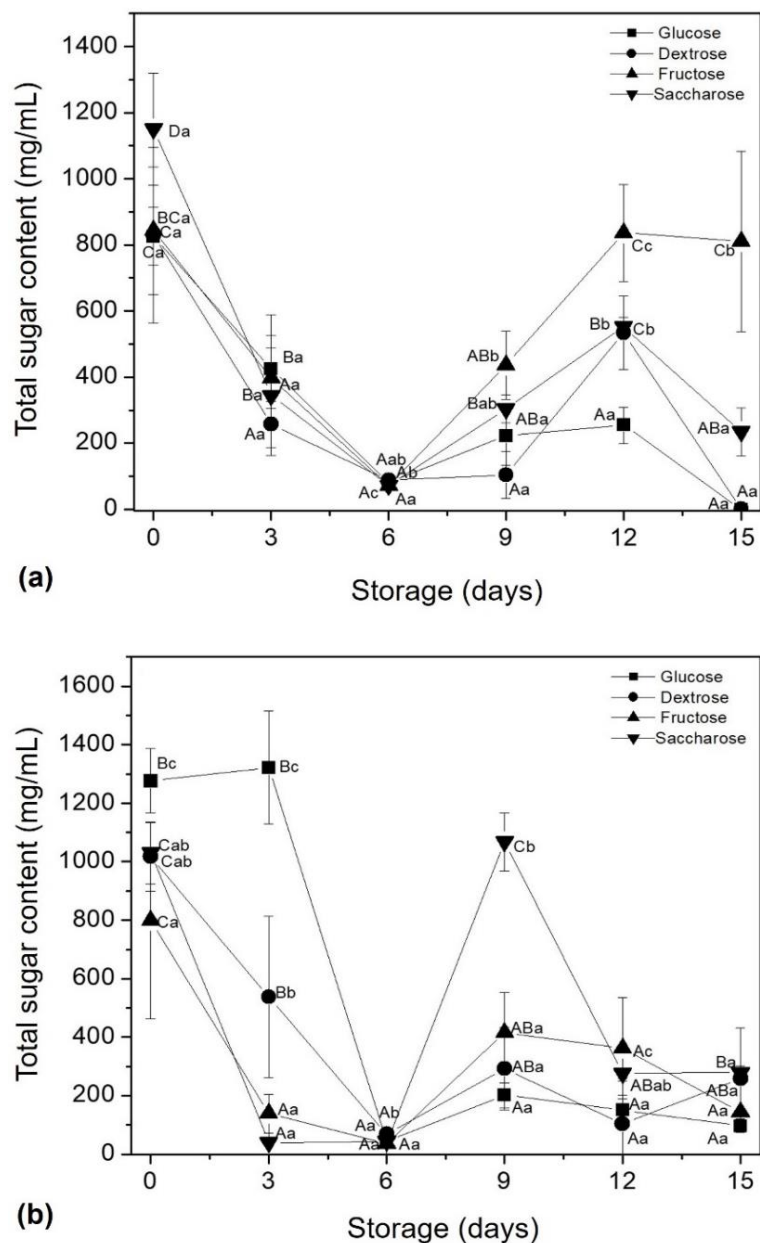 1400
1200
1000
800
600
400
200
0
Total sugar content (mg/mL)
Glucose
Dextrose
Fructose
Saccharose
Da
BCa
Ca
Ca
Ba
Aa
Ba
Aa
Aab
Ab
Ac
Aa
ABb
Bab
ABa
Aa
Cc
Bb
Cb
Aa
Cb
ABa
Aa
Aa
0 3 6 9 12 15
(a)
Storage (days)
1600
1400
1200
1000
800
600
400
200
0
Total sugar content (mg/mL)
Glucose
Dextrose
Fructose
Saccharose
Bc
Bc
Cab
Cab
Ca
Bb
Aa
Aa
Ab
Aa
Aa
Aa
Cb
ABa
ABa
Aa
Ac
ABab
Aa
Aa
Ba
ABa
Aa
Aa
0 3 6 9 12 15
(b)
Storage (days)